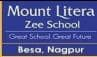 Mount Litera
Zee School
Great School.Great Future
Besa, Nagpur